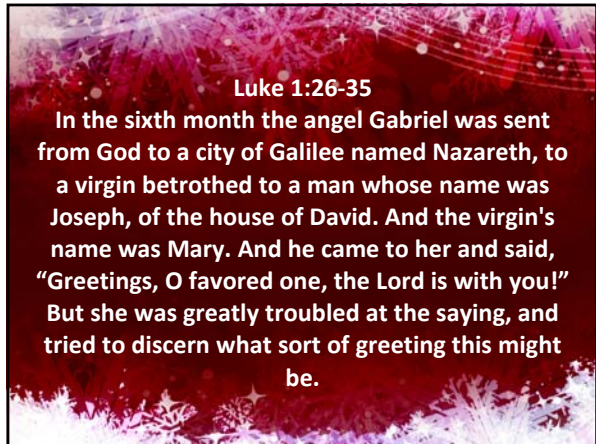 Luke 1:26-35
In the sixth month the angel Gabriel was sent
from God to a city of Galilee named Nazareth, to
a virgin betrothed to a man whose name was
Joseph, of the house of David. And the virgin's
name was Mary. And he came to her and said,
“Greetings, O favored one, the Lord is with you!”
But she was greatly troubled at the saying, and
tried to discern what sort of greeting this might
be.